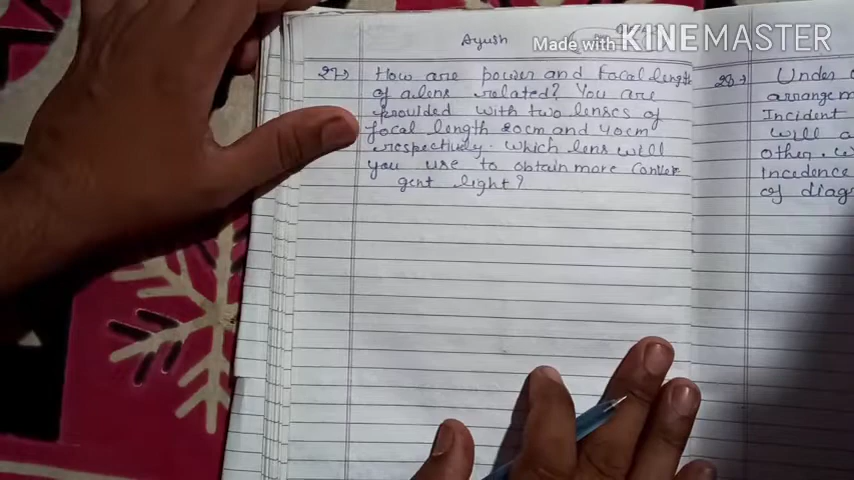 Ayush
Made with KINEMASTER
27→ How are power and focal length
of a lens related? You are
provided with two lenses of
focal length 20cm and 40cm
respectively. which lens will
you use to obtain more conver
gent light?
28→ Under
arrangem
Incident
will a
other.
Incedence
of diag